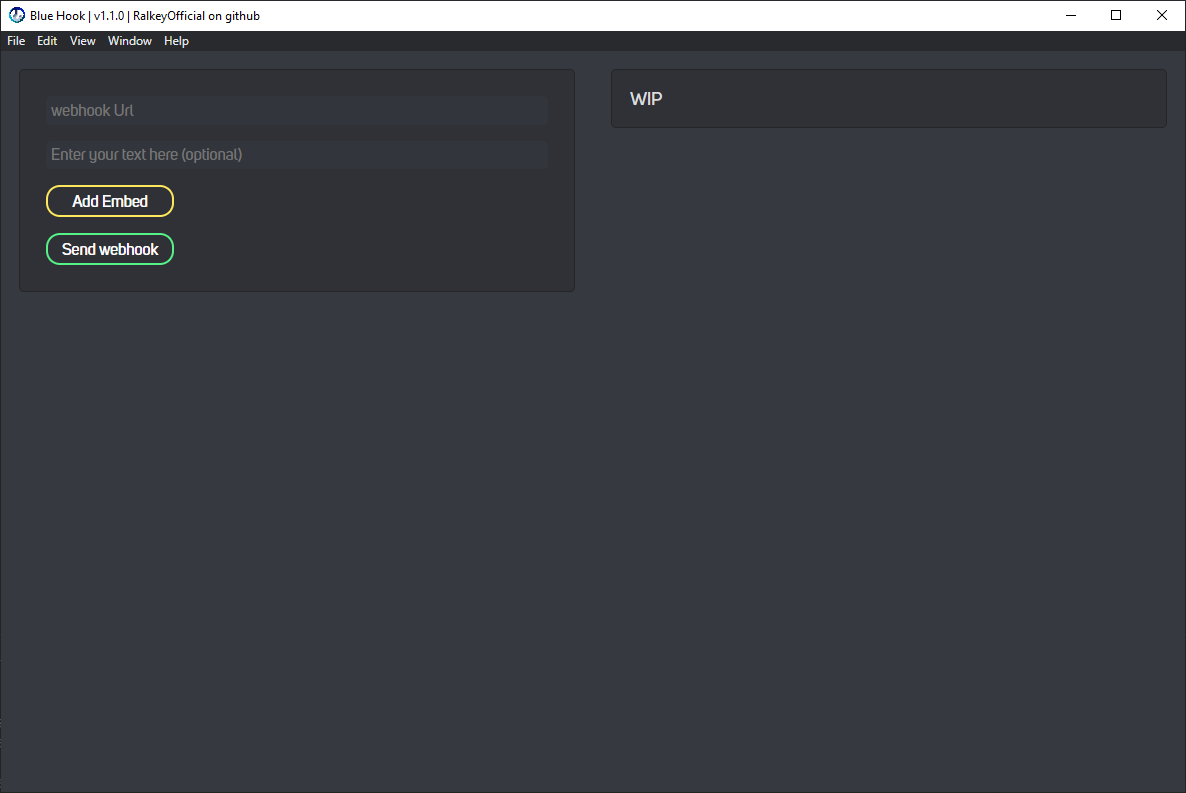 Blue Hook | v1.1.0 | RalkeyOfficial on github
File Edit View Window Help
webhook Url
Enter your text here (optional)
Add Embed
Send webhook
WIP